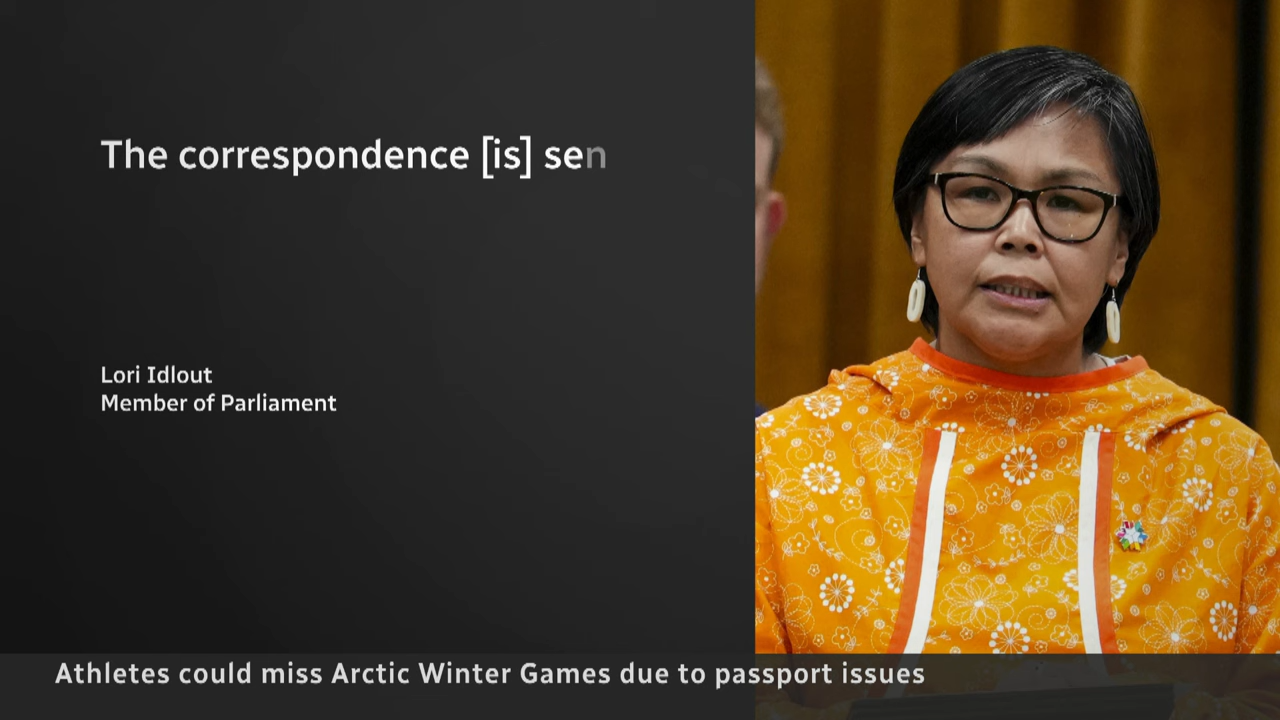 The correspondence [is] sen
Lori Idlout
Member of Parliament
Athletes could miss Arctic Winter Games due to passport issues